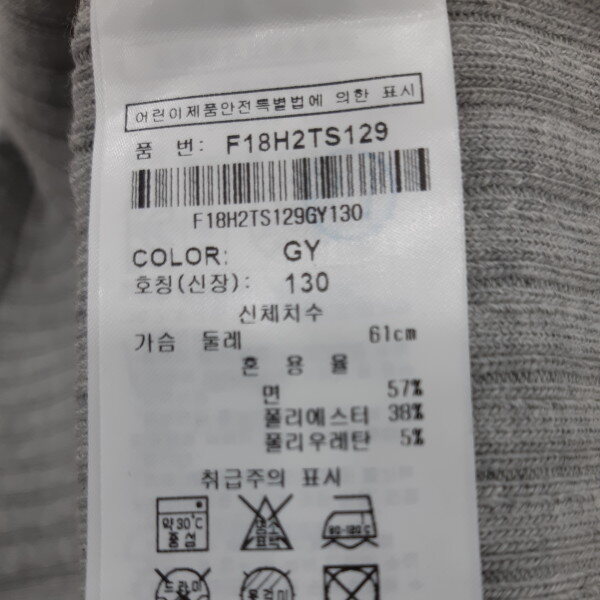 어린이제품안전특별법에 의한 표시
품 번: F18H2TS129
F18H2TS129GY130
COLOR: GY
호칭(신장): 130
신체치수
가슴 둘레 61cm
혼 용 율
면 57%
폴리에스터 38%
폴리우레탄 5%
취급주의 표시
약30℃
중성
드라이